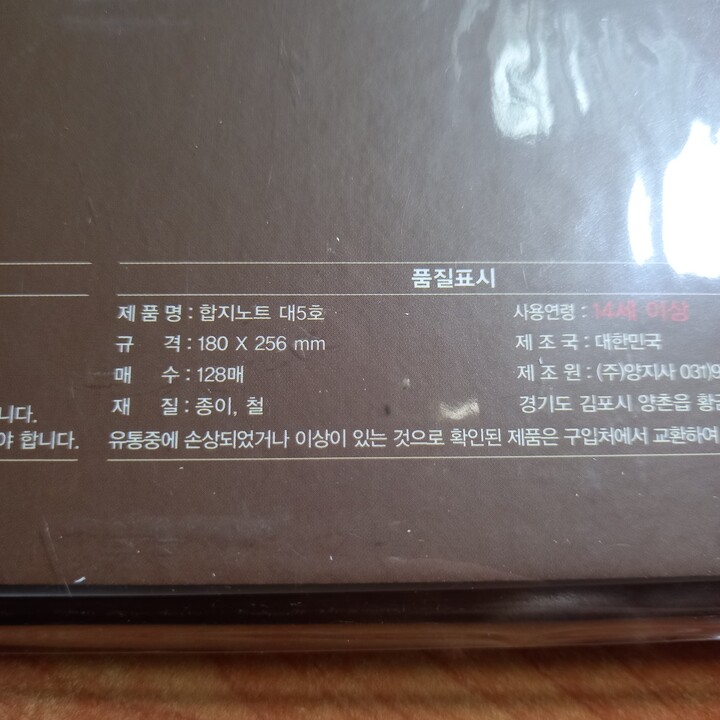 품질표시
제 품 명 : 합지노트 대5호
규 격 : 180 X 256 mm
매 수 : 128매
재 질 : 종이, 철
사용연령 : 14세 이상
제 조 국 : 대한민국
제 조 원 : (주)양지사 031)9
경기도 김포시 양촌읍 황금
유통중에 손상되었거나 이상이 있는 것으로 확인된 제품은 구입처에서 교환하여
니다.
야 합니다.